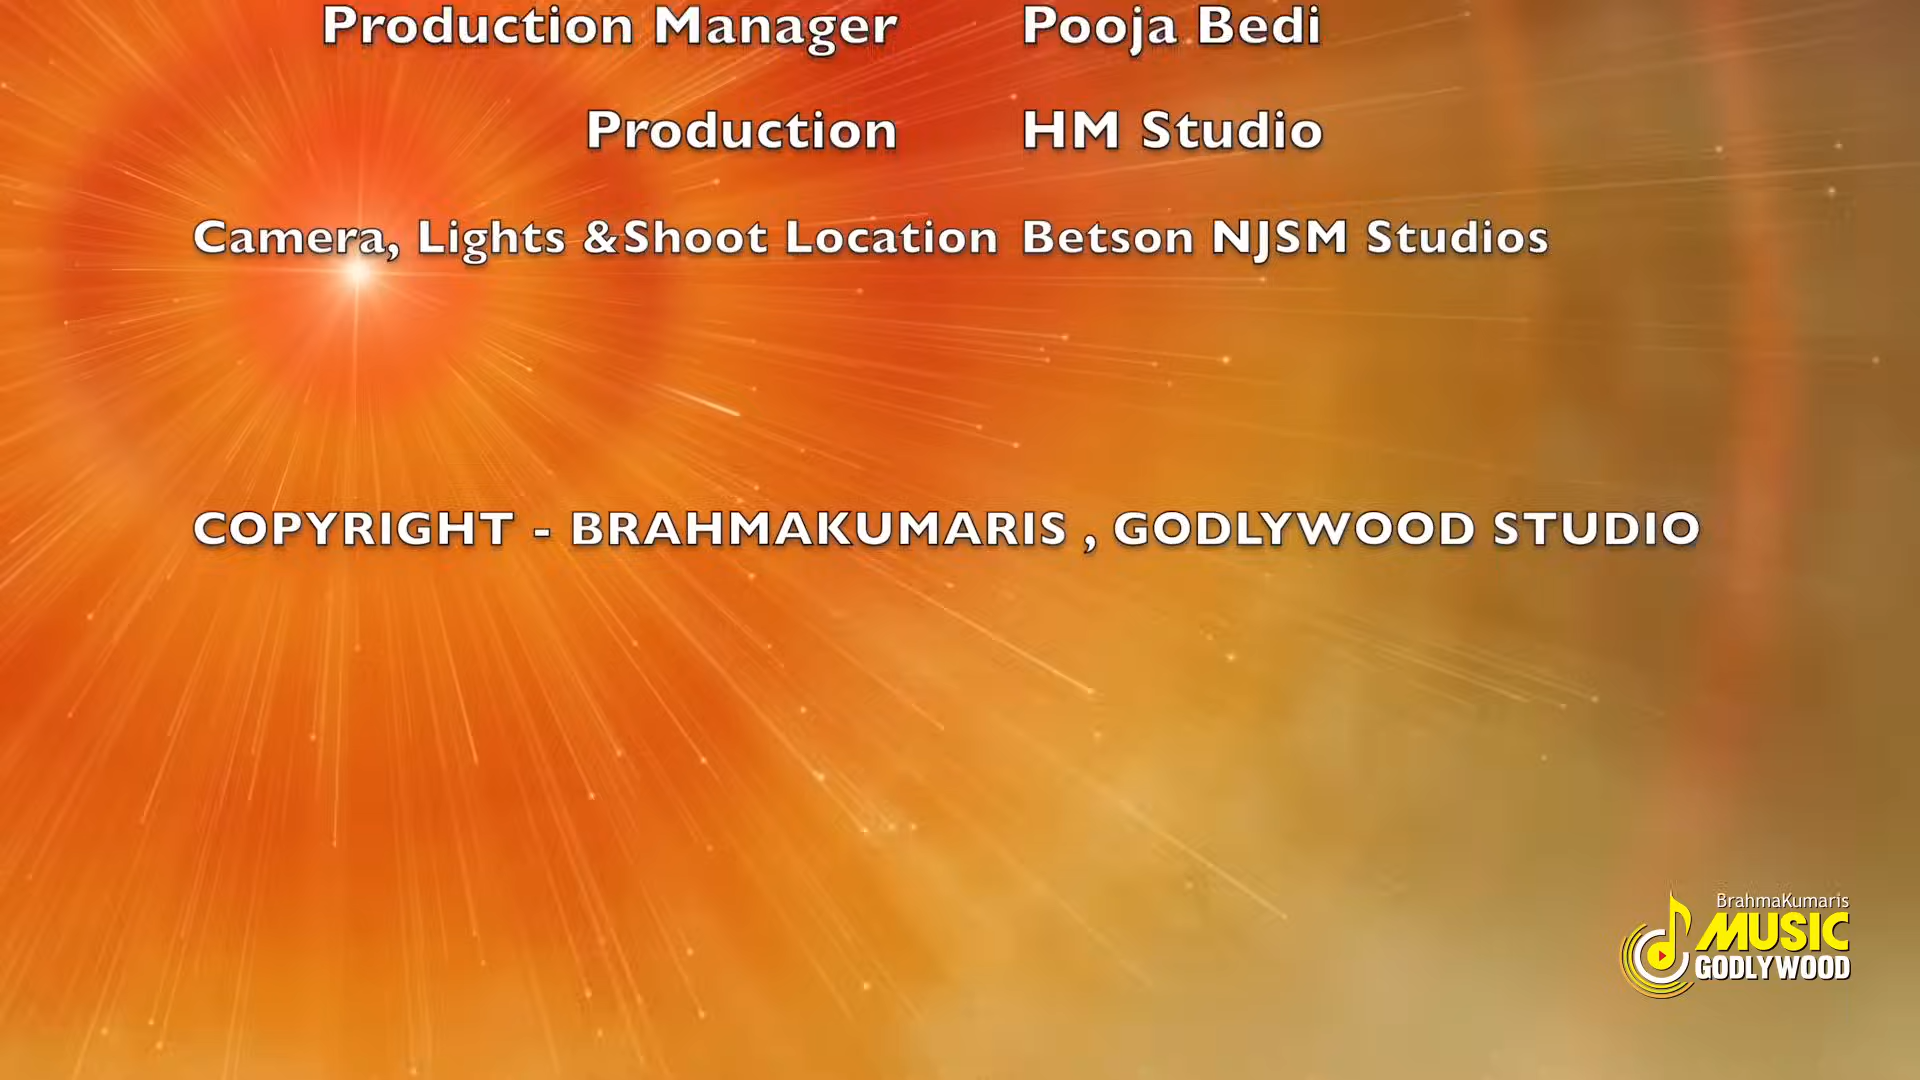 Production Manager Pooja Bedi
Production HM Studio
Camera, Lights &Shoot Location Betson NJSM Studios
COPYRIGHT - BRAHMAKUMARIS , GODLYWOOD STUDIO
BrahmaKumaris
MUSIC
GODLYWOOD